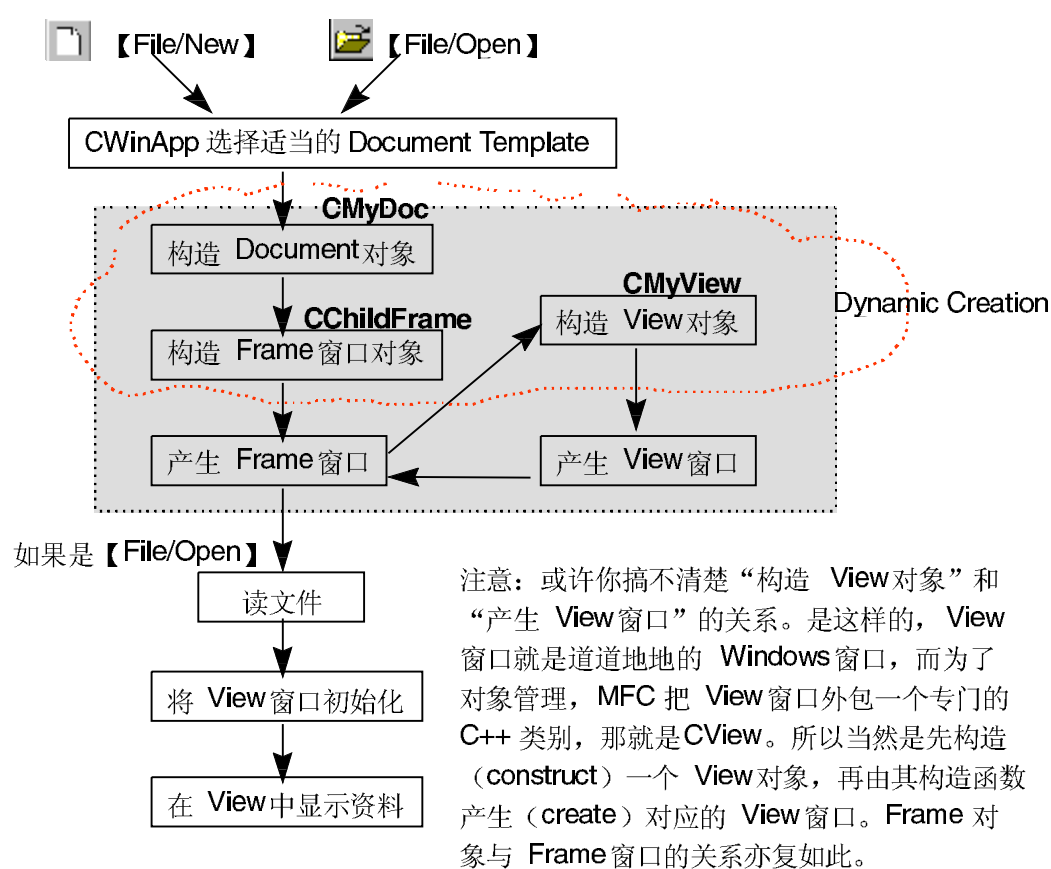 【File/New】
【File/Open】
CWinApp 选择适当的 Document Template
CMyDoc
构造 Document对象
CMyView
Dynamic Creation
构造 View对象
CChildFrame
构造 Frame窗口对象
产生 Frame窗口
产生 View窗口
如果是【File/Open】
读文件
将 View窗口初始化
在 View中显示资料
注意：或许你搞不清楚“构造 View对象”和
“产生 View窗口”的关系。是这样的，View
窗口就是道道地地的 Windows窗口，而为了
对象管理，MFC 把 View窗口外包一个专门的
C++ 类别，那就是CView。所以当然是先构造
（construct）一个 View对象，再由其构造函数
产生（create）对应的 View窗口。Frame 对
象与 Frame窗口的关系亦复如此。